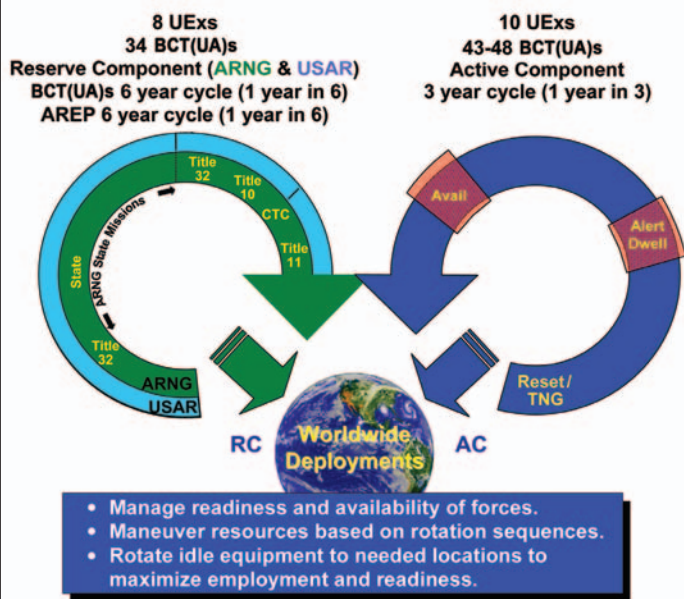 8 UExs
34 BCT(UA)s
Reserve Component (ARNG & USAR)
BCT(UA)s 6 year cycle (1 year in 6)
AREP 6 year cycle (1 year in 6)
10 UExs
43-48 BCT(UA)s
Active Component
3 year cycle (1 year in 3)
Title
32
Title
10
CTC
Title
11
ARNG State Missions
State
Title
32
ARNG
USAR
Avail
Alert
Dwell
Reset/
TNG
RC
AC
Worldwide
Deployments
• Manage readiness and availability of forces.
• Maneuver resources based on rotation sequences.
• Rotate idle equipment to needed locations to
maximize employment and readiness.